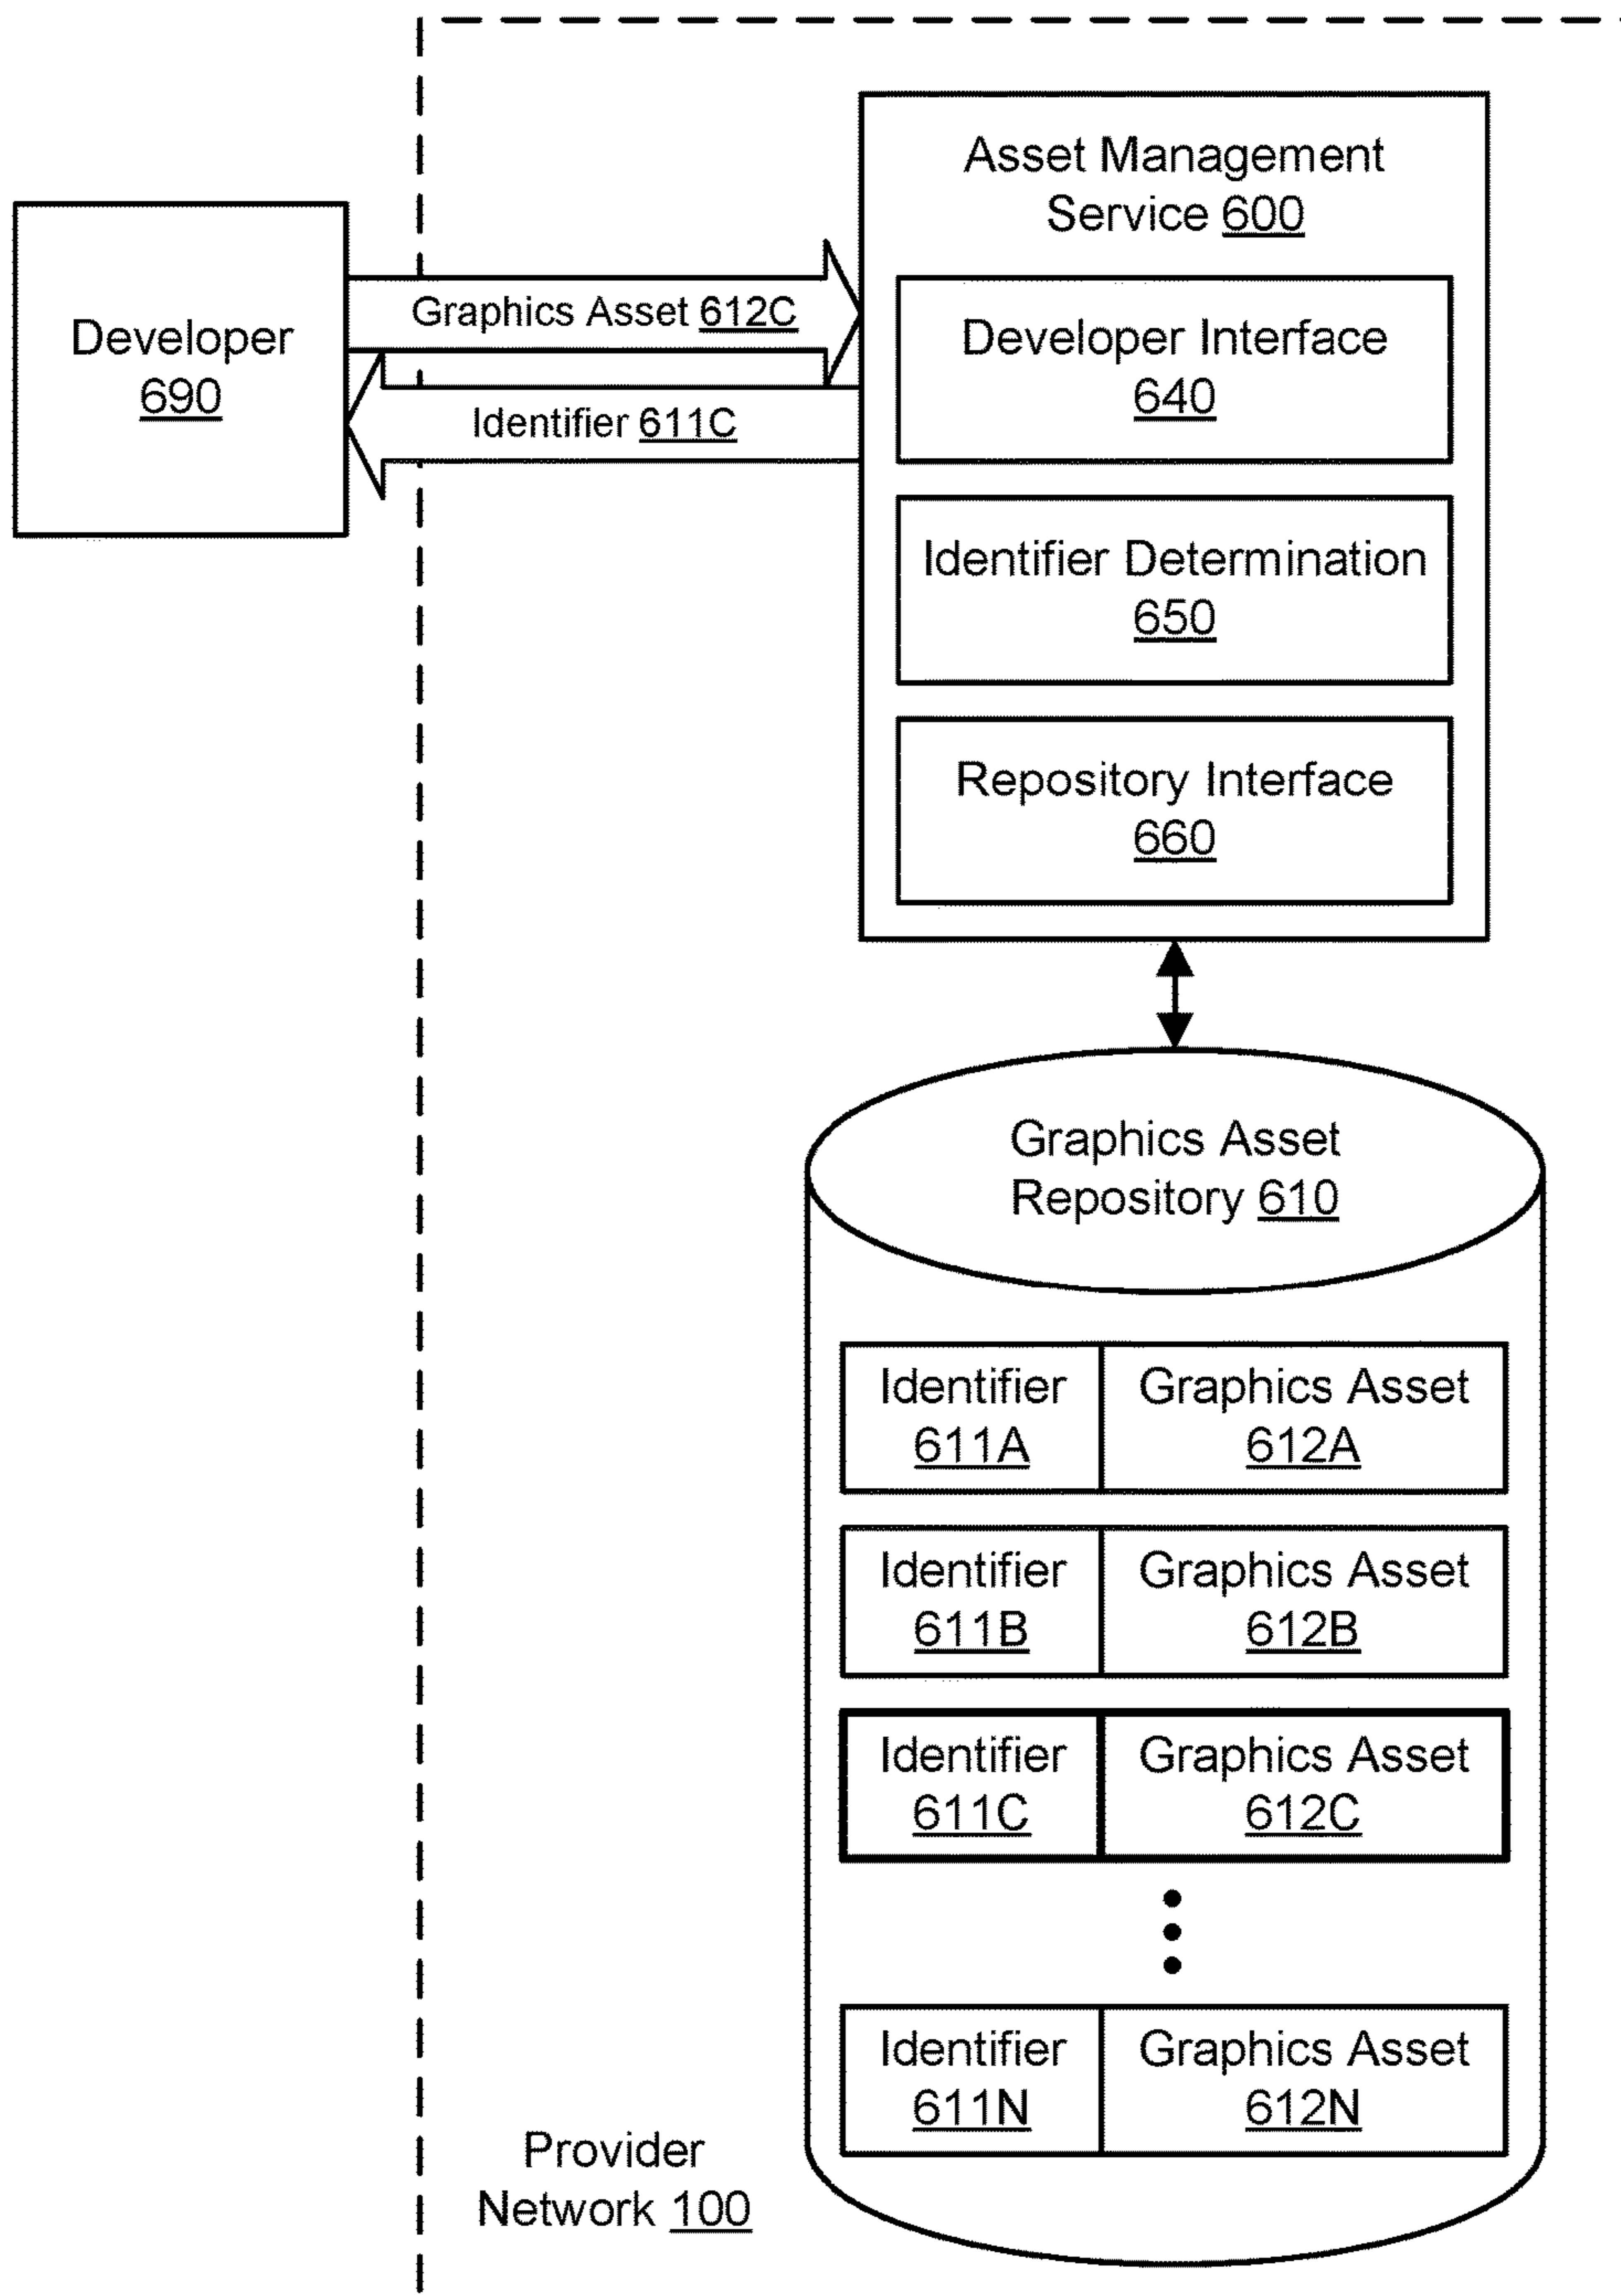 Asset Management
Service 600
Developer
690
Graphics Asset 612C
Identifier 611C
Developer Interface
640
Identifier Determination
650
Repository Interface
660
Graphics Asset
Repository 610
Identifier
611A
Graphics Asset
612A
Identifier
611B
Graphics Asset
612B
Identifier
611C
Graphics Asset
612C
Identifier
611N
Graphics Asset
612N
Provider
Network 100